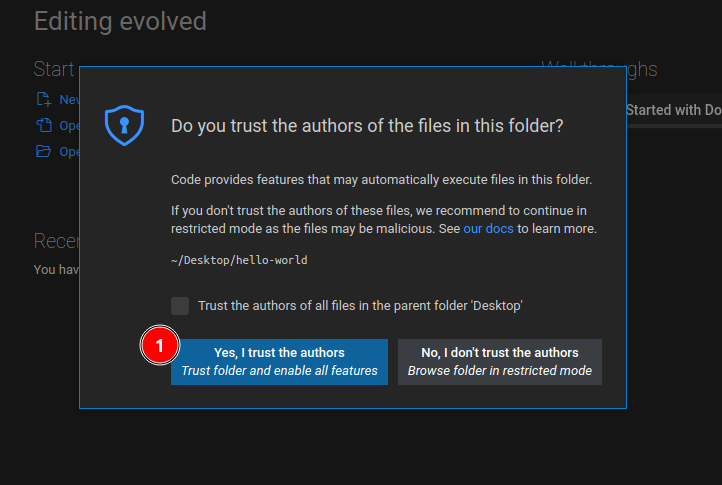 Editing evolved
Start
New
Ope
Ope
Recen
You hav
Walkthroughs
Started with Do
Do you trust the authors of the files in this folder?
Code provides features that may automatically execute files in this folder.
If you don't trust the authors of these files, we recommend to continue in
restricted mode as the files may be malicious. See our docs to learn more.
~/Desktop/hello-world
Trust the authors of all files in the parent folder 'Desktop'
1
Yes, I trust the authors
Trust folder and enable all features
No, I don't trust the authors
Browse folder in restricted mode